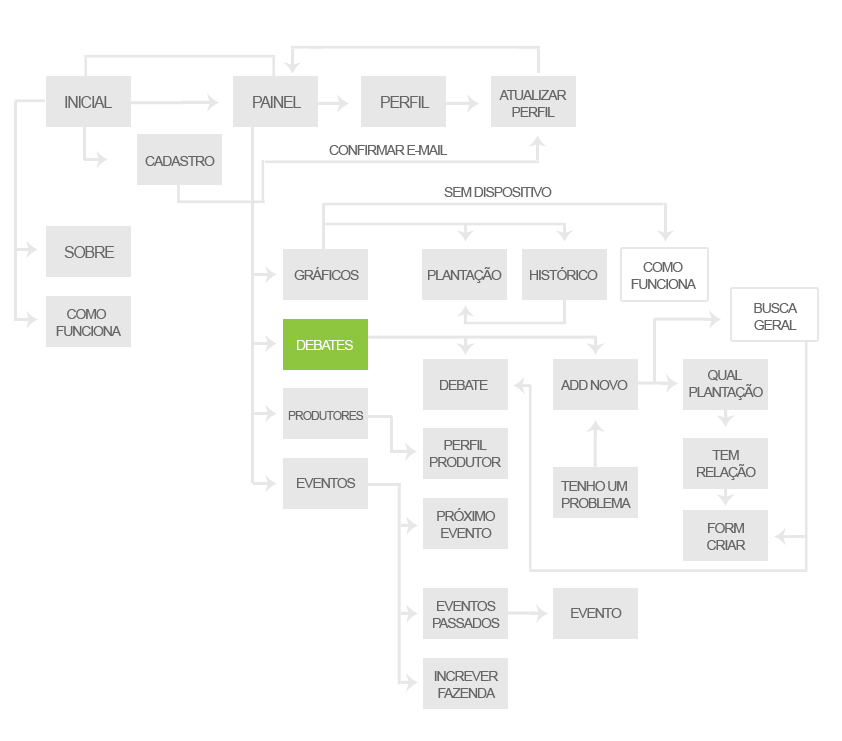 INICIAL
PAINEL
PERFIL
ATUALIZAR
PERFIL
CADASTRO
CONFIRMAR E-MAIL
SEM DISPOSITIVO
SOBRE
GRÁFICOS
PLANTAÇÃO
HISTÓRICO
COMO
FUNCIONA
COMO
FUNCIONA
BUSCA
GERAL
DEBATES
DEBATE
ADD NOVO
QUAL
PLANTAÇÃO
PRODUTORES
PERFIL
PRODUTOR
TEM
RELAÇÃO
EVENTOS
TENHO UM
PROBLEMA
PRÓXIMO
EVENTO
FORM
CRIAR
EVENTOS
PASSADOS
EVENTO
INCREVER
FAZENDA